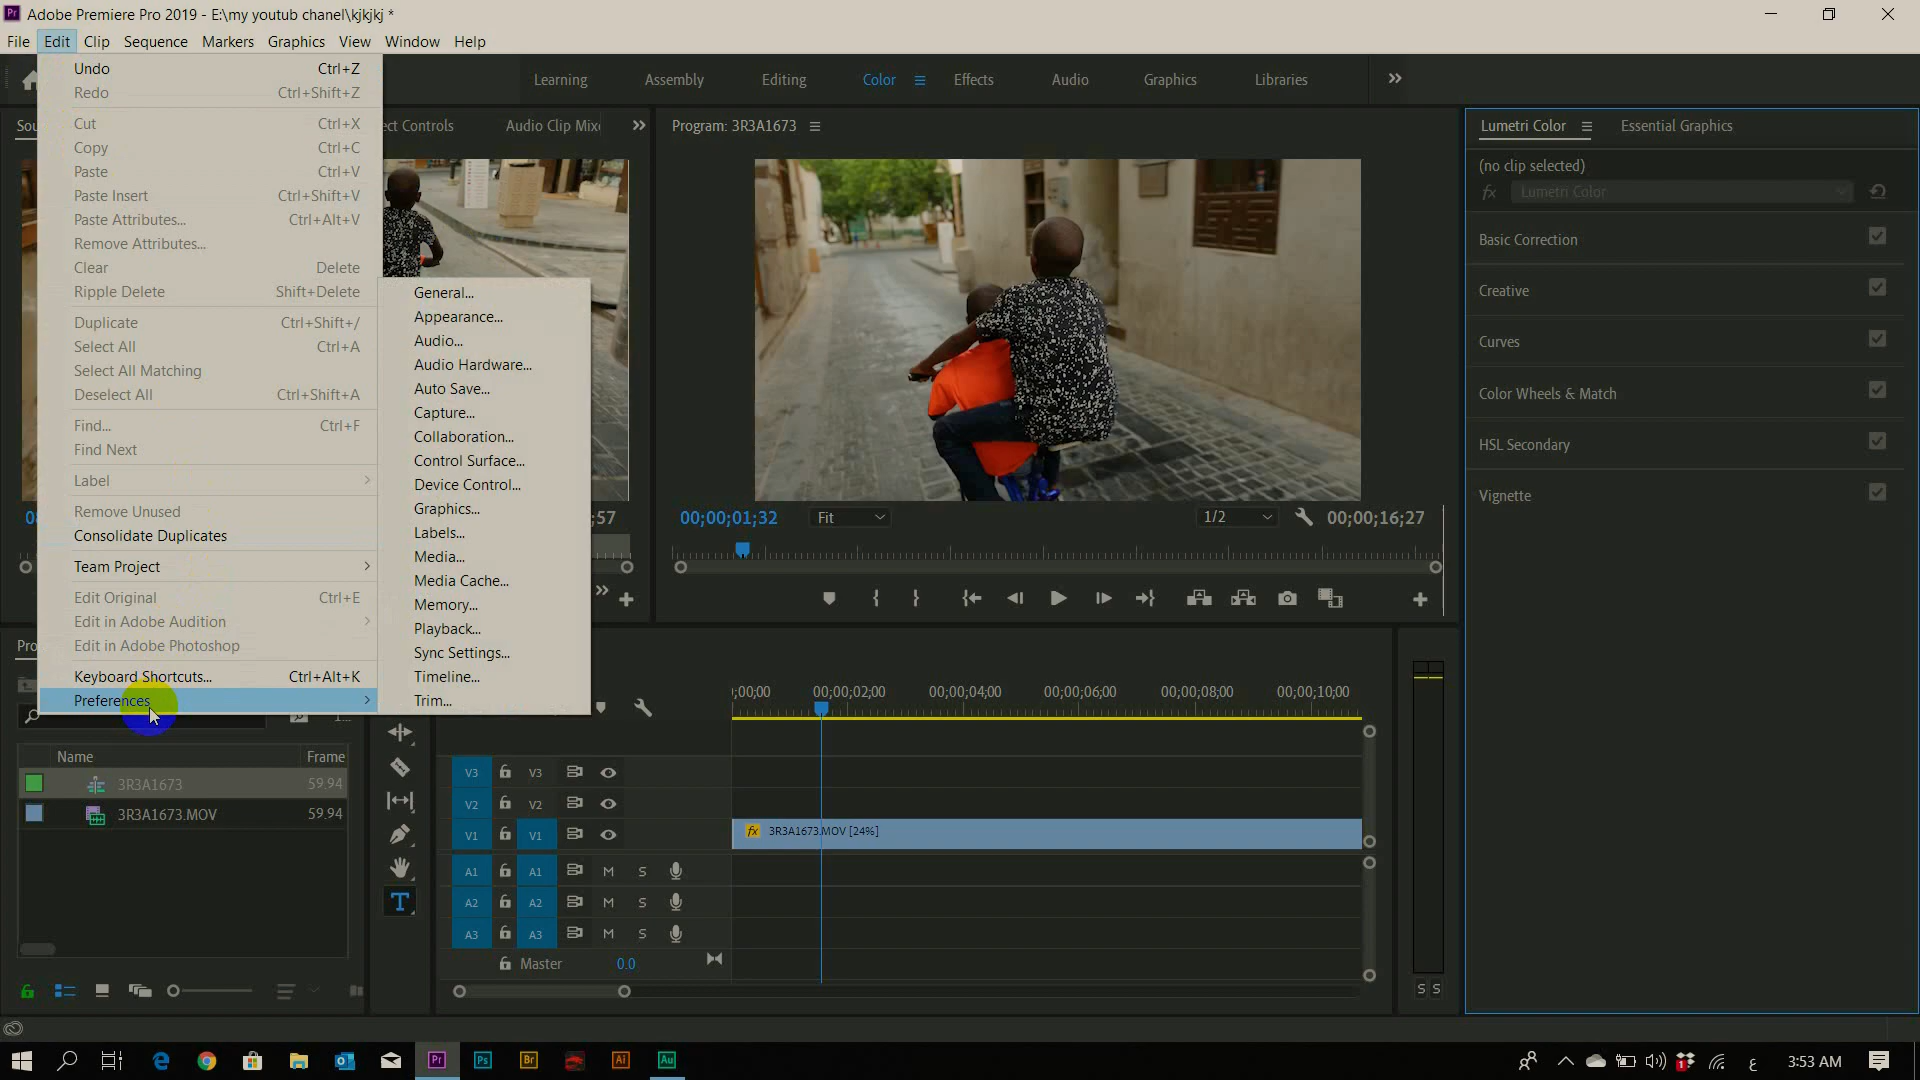 Adobe Premiere Pro 2019 - E:\my youtub chanel\kjkjkj *
File Edit Clip Sequence Markers Graphics View Window Help
Learning Assembly Editing Color Effects Audio Graphics Libraries
Undo Ctrl+Z
Redo Ctrl+Shift+Z
Cut Ctrl+X
Copy Ctrl+C
Paste Ctrl+V
Paste Insert Ctrl+Shift+V
Paste Attributes... Ctrl+Alt+V
Remove Attributes...
Clear Delete
Ripple Delete Shift+Delete
Duplicate Ctrl+Shift+/
Select All Ctrl+A
Select All Matching
Deselect All Ctrl+Shift+A
Find... Ctrl+F
Find Next
Label
Remove Unused
Consolidate Duplicates
Team Project
Edit Original Ctrl+E
Edit in Adobe Audition
Edit in Adobe Photoshop
Keyboard Shortcuts... Ctrl+Alt+K
Preferences
General...
Appearance...
Audio...
Audio Hardware...
Auto Save...
Capture...
Collaboration...
Control Surface...
Device Control...
Graphics...
Labels...
Media...
Media Cache...
Memory...
Playback...
Sync Settings...
Timeline...
Trim...
Sou ect Controls Audio Clip Mix
;57
Program: 3R3A1673
00;00;01;32 Fit 1/2 00;00;16;27
Lumetri Color Essential Graphics
(no clip selected)
fx Lumetri Color
Basic Correction
Creative
Curves
Color Wheels & Match
HSL Secondary
Vignette
Pro
Name Frame
3R3A1673 59.94
3R3A1673.MOV 59.94
;00;00 00;00;02;00 00;00;04;00 00;00;06;00 00;00;08;00 00;00;10;00
V3 V3
V2 V2
V1 V1 fx 3R3A1673.MOV [24%]
A1 A1 M S
A2 A2 M S
A3 A3 M S
Master 0.0
S S
Pr Ps Br Ai Au ع 3:53 AM